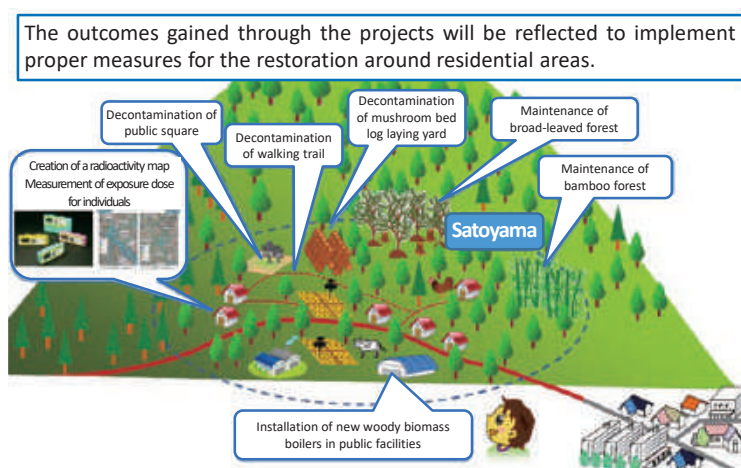 The outcomes gained through the projects will be reflected to implement
proper measures for the restoration around residential areas.
Decontamination of
public square
Decontamination
of walking trail
Decontamination
of mushroom bed
log laying yard
Maintenance of
broad-leaved forest
Maintenance of
bamboo forest
Creation of a radioactivity map
Measurement of exposure dose
for individuals
Satoyama
Installation of new woody biomass
boilers in public facilities